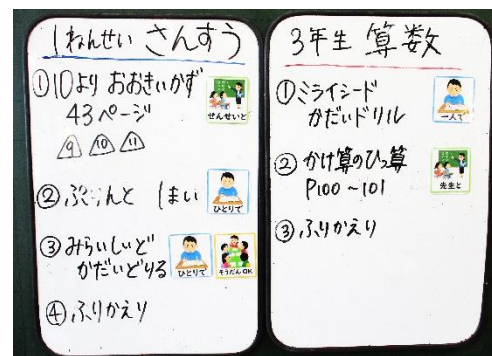 1ねんせい さんすう
①10より おおきいかず
43ページ
せんせいと
9 10 11
②ぷりんと 1まい
ひとりで
③みらいしいど
かだいどりる
ひとりで
そうだんOK
④ふりかえり
3年生 算数
①ミライシード
かだいドリル
一人で
②かけ算のひっ算
P100～101
先生と
③ふりかえり